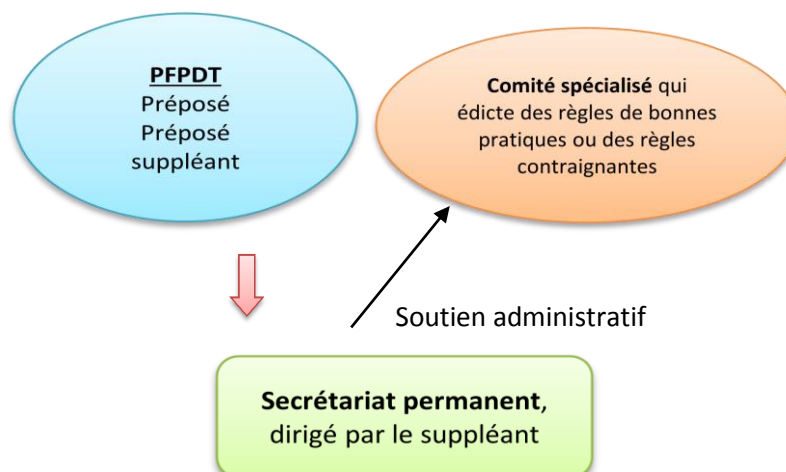 PFPDT
Préposé
Préposé
suppléant
Comité spécialisé qui
édicte des règles de bonnes
pratiques ou des règles
contraignantes
Soutien administratif
Secrétariat permanent,
dirigé par le suppléant